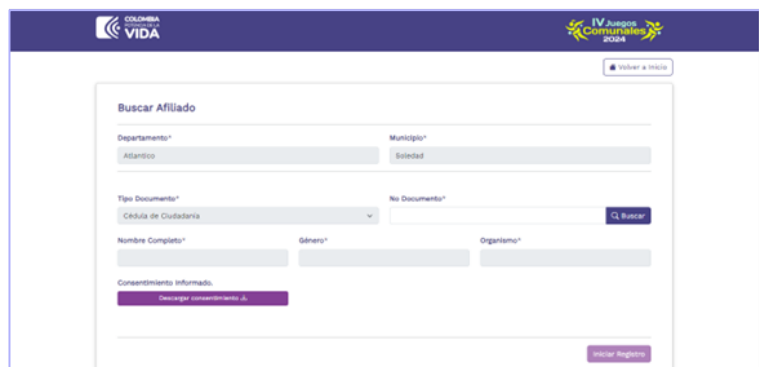 COLOMBIA
POTENCIA DE LA
VIDA
IV Juegos
Comunales
2024
Volver a Inicio
Buscar Afiliado
Departamento*
Municipio*
Atlantico
Soledad
Tipo Documento*
No Documento*
Cédula de Ciudadanía
Buscar
Nombre Completo*
Género*
Organismo*
Consentimiento Informado.
Descargar consentimiento
Iniciar Registro